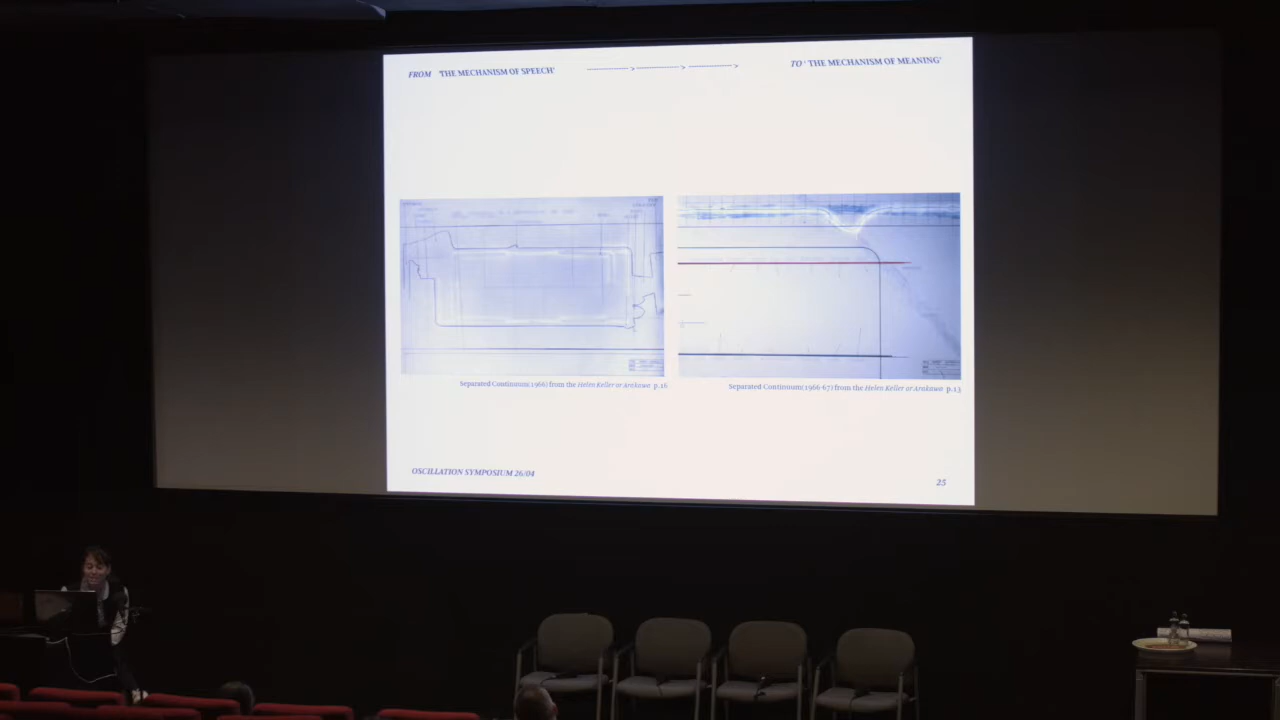 FROM 'THE MECHANISM OF SPEECH' ----------> ----------> ----------> TO ' THE MECHANISM OF MEANING'
Separated Continuum(1966) from the Helen Keller or Arakawa p.16
Separated Continuum(1966-67) from the Helen Keller or Arakawa p.13
OSCILLATION SYMPOSIUM 26/04
25